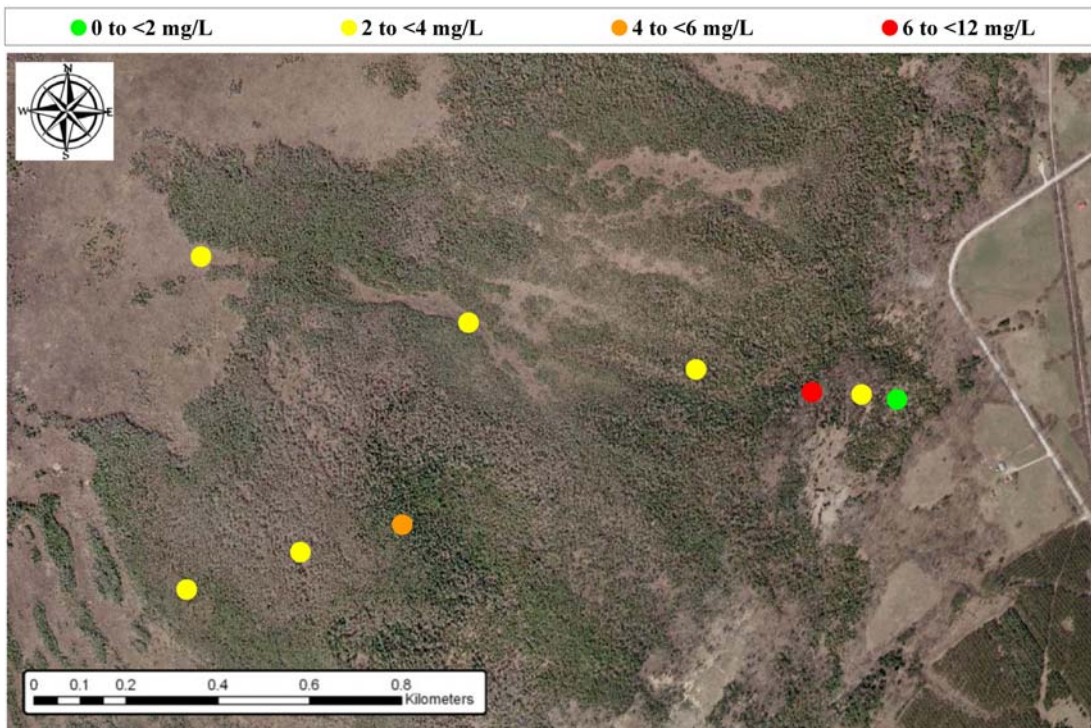 0 to <2 mg/L 2 to <4 mg/L 4 to <6 mg/L 6 to <12 mg/L
N
W E
S
0 0.1 0.2 0.4 0.6 0.8
Kilometers